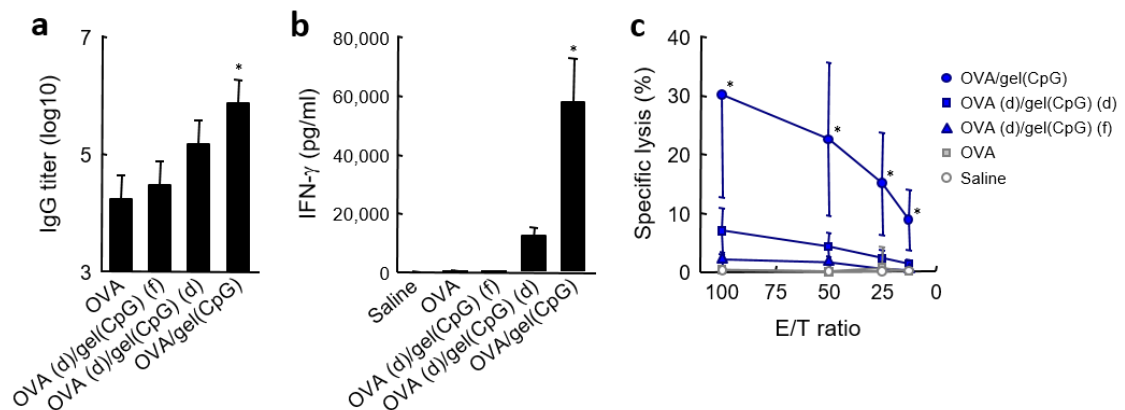 a
7
5
3
IgG titer (log10)
OVA
OVA (d)/gel(CpG) (f)
OVA (d)/gel(CpG) (d)
OVA/gel(CpG)
*
b
80,000
60,000
40,000
20,000
0
IFN-γ (pg/ml)
Saline
OVA
OVA (d)/gel(CpG) (f)
OVA (d)/gel(CpG) (d)
OVA/gel(CpG)
*
c
40
30
20
10
0
Specific lysis (%)
* * * *
100 75 50 25 0
E/T ratio
OVA/gel(CpG)
OVA (d)/gel(CpG) (d)
OVA (d)/gel(CpG) (f)
OVA
Saline